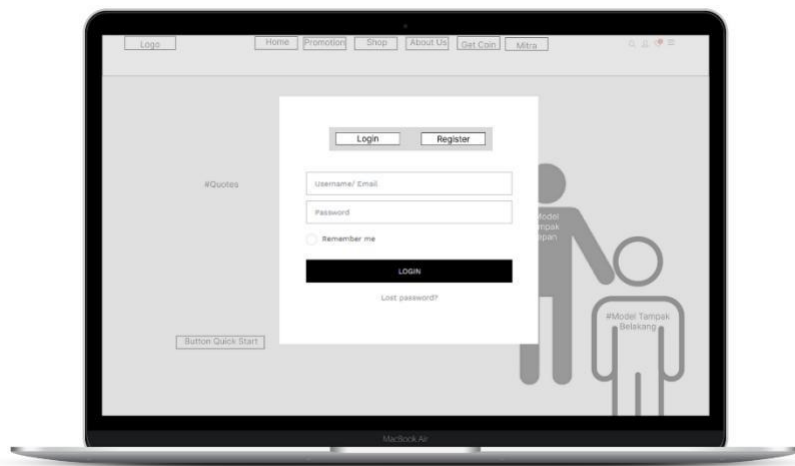 Logo
Home
Promotion
Shop
About Us
Get Coin
Mitra
Login
Register
#Quotes
Username/ Email
Password
Remember me
LOGIN
Lost password?
Button Quick Start
#Model Tampak
Belakang
MacBook Air